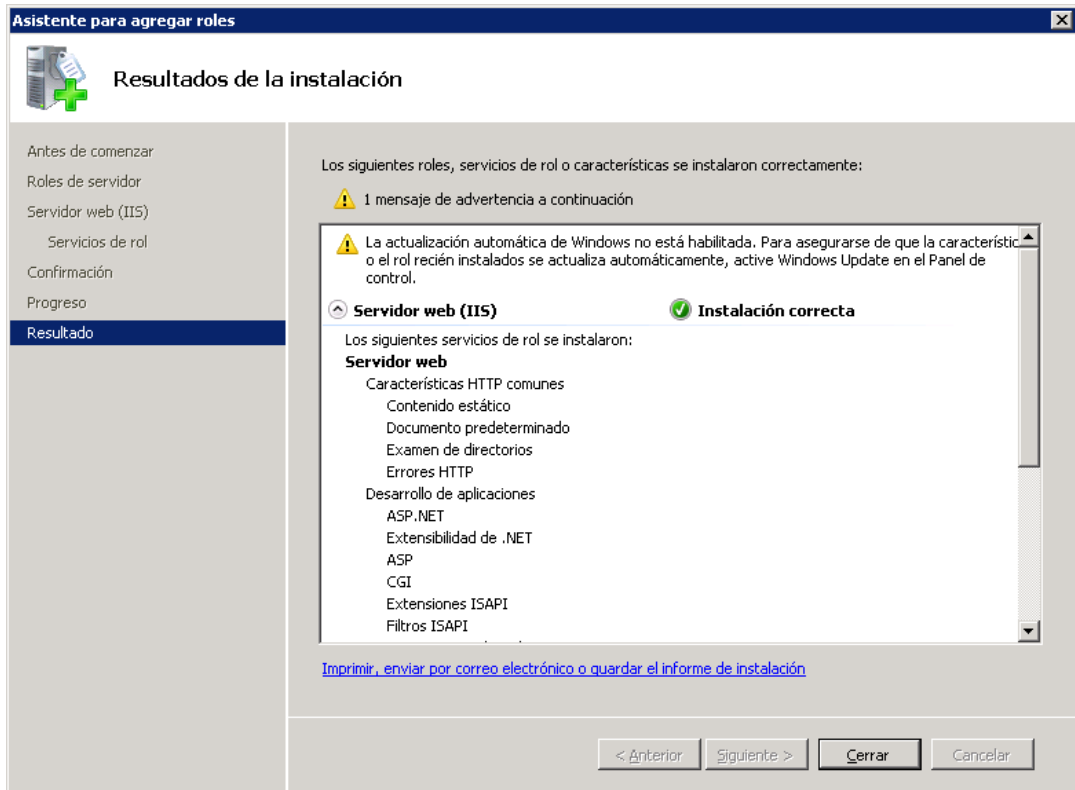 Asistente para agregar roles
Resultados de la instalación
Antes de comenzar
Roles de servidor
Servidor web (IIS)
Servicios de rol
Confirmación
Progreso
Resultado
Los siguientes roles, servicios de rol o características se instalaron correctamente:
1 mensaje de advertencia a continuación
La actualización automática de Windows no está habilitada. Para asegurarse de que la característic
o el rol recién instalados se actualiza automáticamente, active Windows Update en el Panel de
control.
Servidor web (IIS) Instalación correcta
Los siguientes servicios de rol se instalaron:
Servidor web
Características HTTP comunes
Contenido estático
Documento predeterminado
Examen de directorios
Errores HTTP
Desarrollo de aplicaciones
ASP.NET
Extensibilidad de .NET
ASP
CGI
Extensiones ISAPI
Filtros ISAPI
Imprimir, enviar por correo electrónico o guardar el informe de instalación
< Anterior Siguiente > Cerrar Cancelar